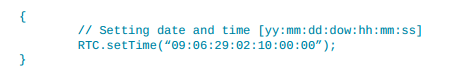 {
// Setting date and time [yy:mm:dd:dow:hh:mm:ss]
RTC.setTime(“09:06:29:02:10:00:00”);
}